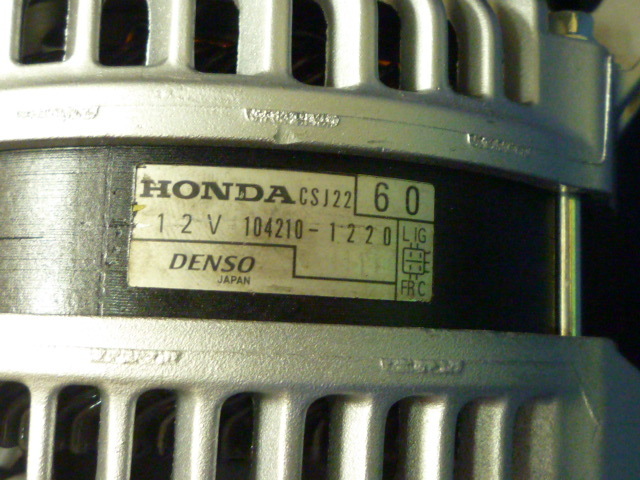 HONDA CSJ22 60
12V 104210-1220
L IG
DENSO
JAPAN
FR C